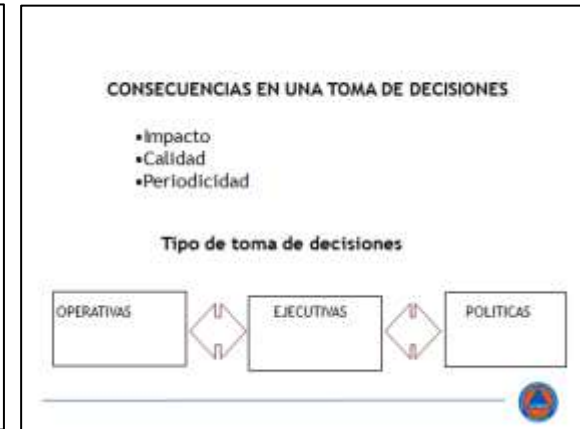 CONSECUENCIAS EN UNA TOMA DE DECISIONES
•Impacto
•Calidad
•Periodicidad
Tipo de toma de decisiones
OPERATIVAS
EJECUTIVAS
POLITICAS